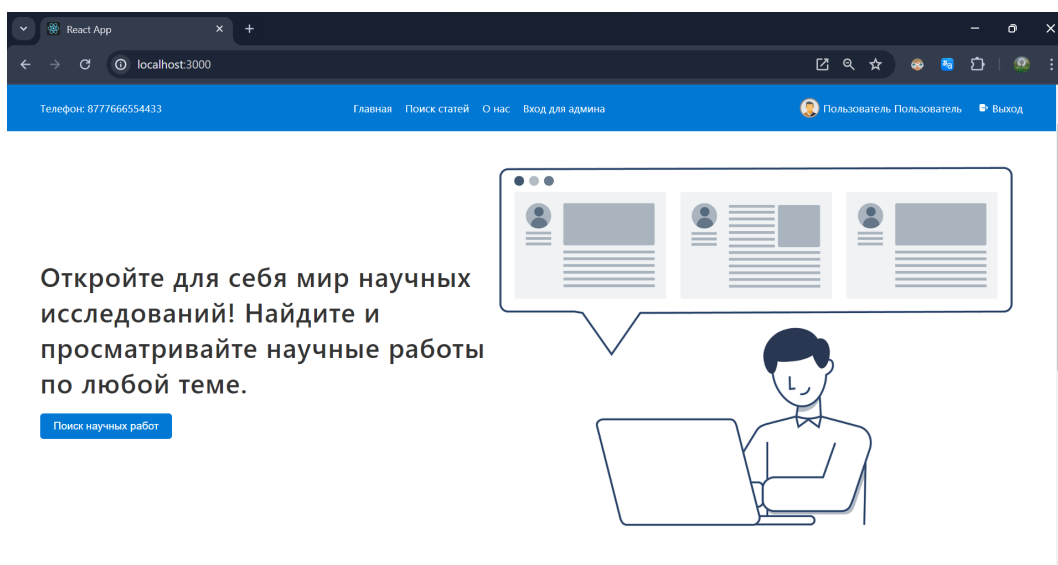 React App
localhost:3000
Телефон: 8777666554433 Главная Поиск статей О нас Вход для админа Пользователь Пользователь Выход
Откройте для себя мир научных
исследований! Найдите и
просматривайте научные работы
по любой теме.
Поиск научных работ